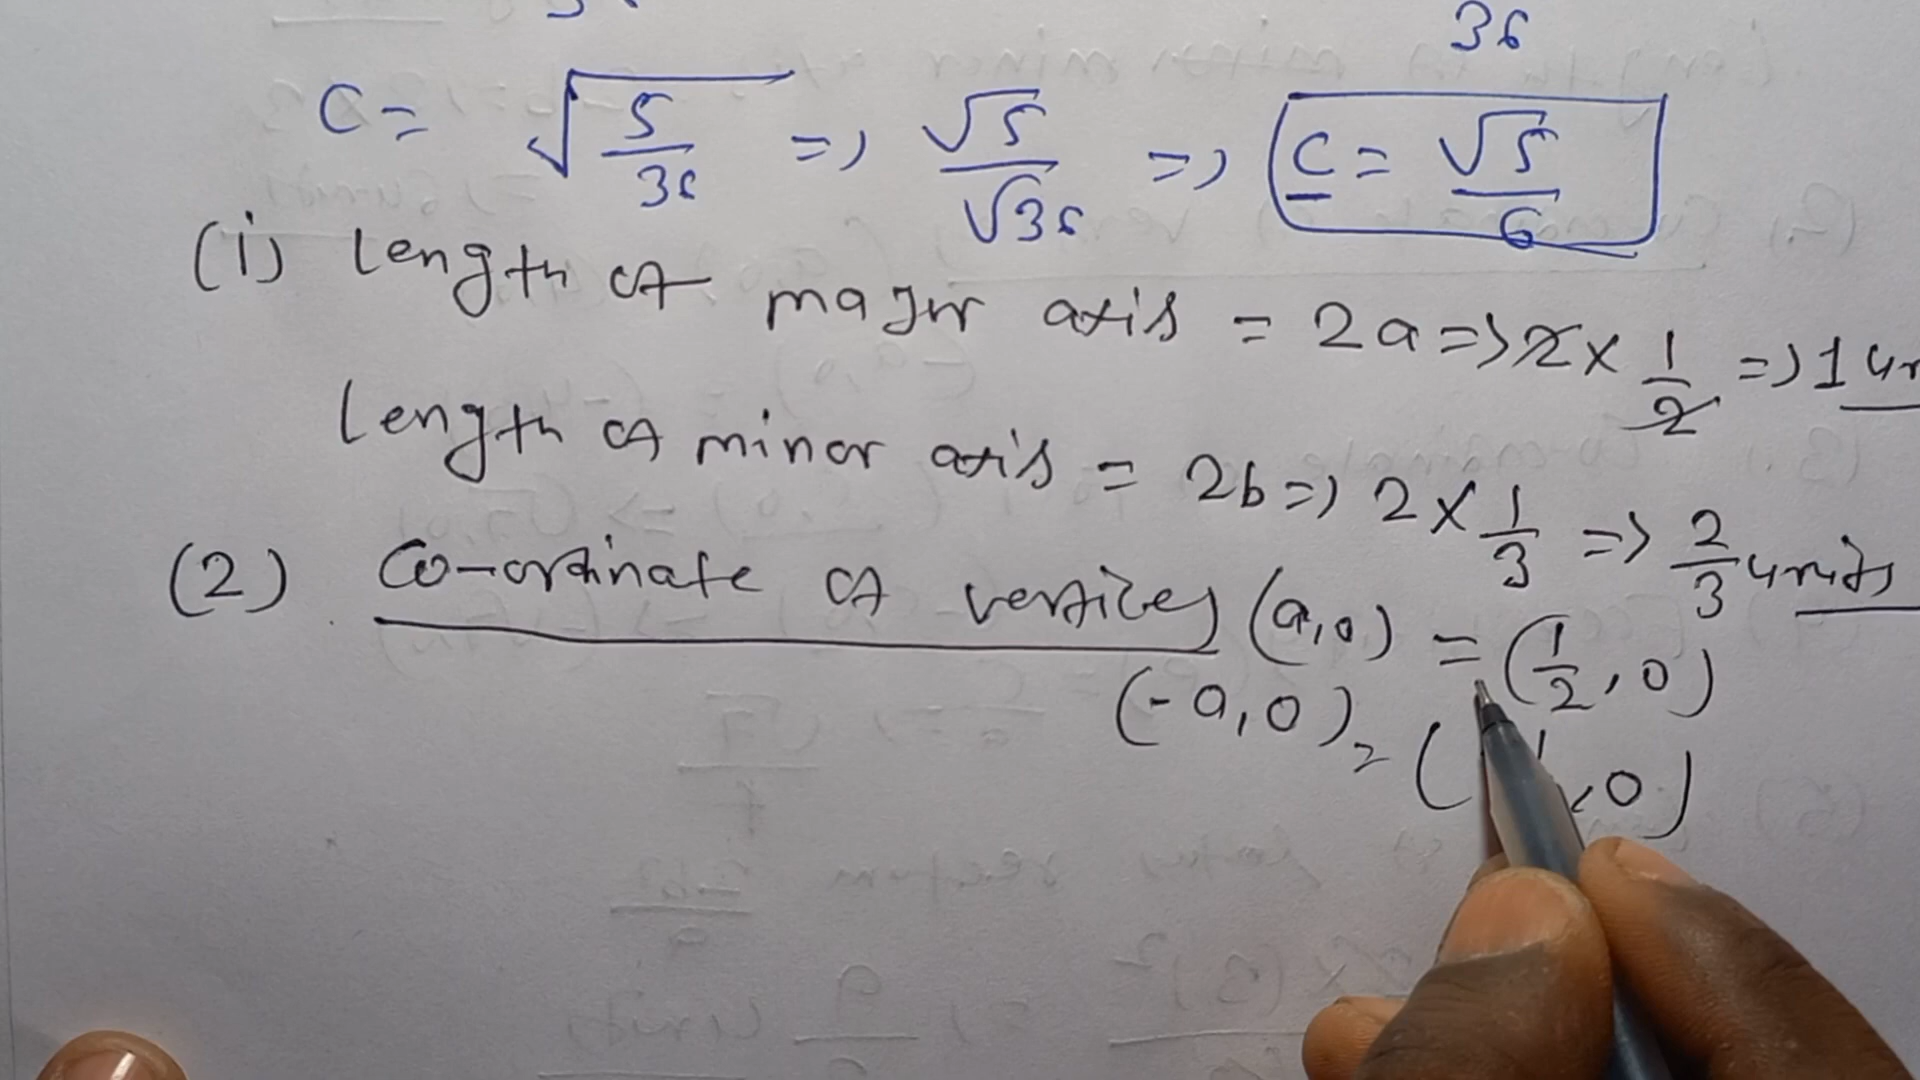 36
C = √5/36 => √5/√36 => C = √5/6
(i) Length of major axis = 2a => 2 × 1/2 => 1
Length of minor axis = 2b => 2 × 1/3 => 2/3 units
(2) Co-ordinate of vertices (a,0) = (1/2, 0)
(-a,0) = ( 1 ,0)